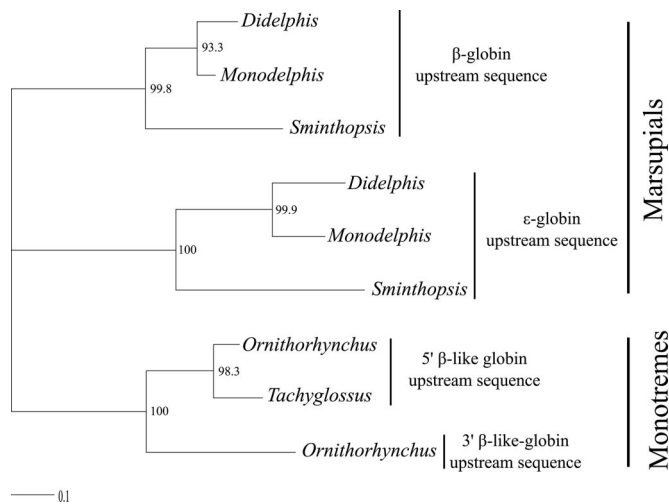 Didelphis
93.3
Monodelphis
99.8
Sminthopsis
β-globin
upstream sequence
Didelphis
99.9
Monodelphis
100
Sminthopsis
ε-globin
upstream sequence
Marsupials
Ornithorhynchus
98.3
Tachyglossus
5' β-like globin
upstream sequence
100
Ornithorhynchus
3' β-like-globin
upstream sequence
Monotremes
0.1